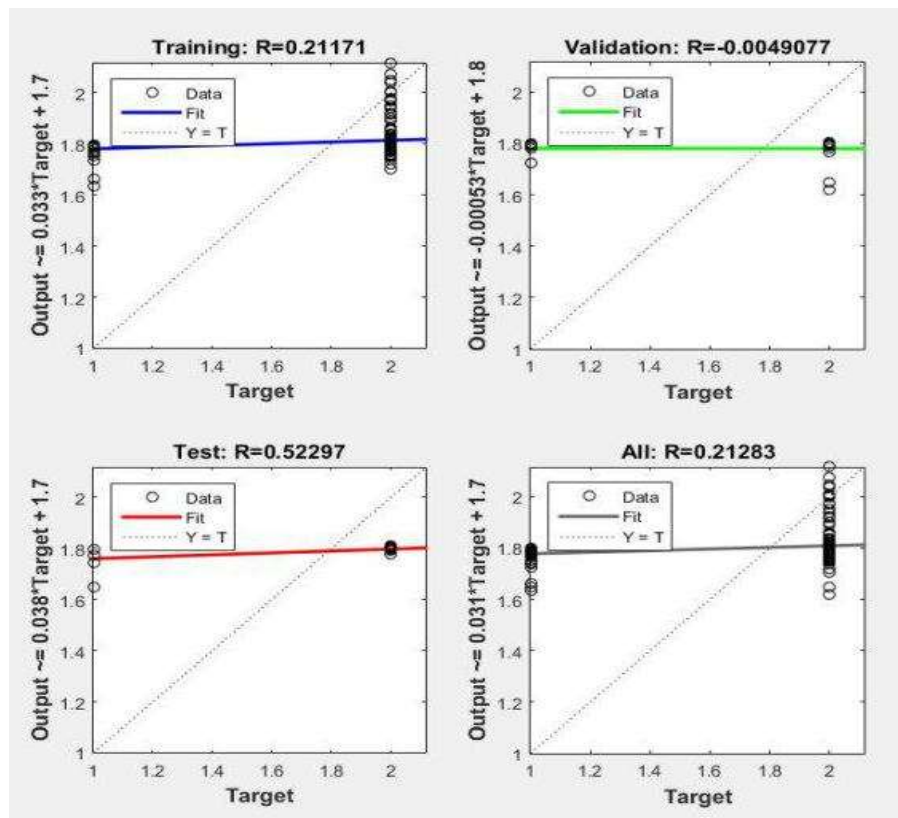 Training: R=0.21171
Output ~= 0.033*Target + 1.7
Data
Fit
Y = T
2
1.8
1.6
1.4
1.2
1
1 1.2 1.4 1.6 1.8 2
Target
Validation: R=-0.0049077
Output ~= -0.00053*Target + 1.8
Data
Fit
Y = T
2
1.8
1.6
1.4
1.2
1
1 1.2 1.4 1.6 1.8 2
Target
Test: R=0.52297
Output ~= 0.038*Target + 1.7
Data
Fit
Y = T
2
1.8
1.6
1.4
1.2
1
1 1.2 1.4 1.6 1.8 2
Target
All: R=0.21283
Output ~= 0.031*Target + 1.7
Data
Fit
Y = T
2
1.8
1.6
1.4
1.2
1
1 1.2 1.4 1.6 1.8 2
Target